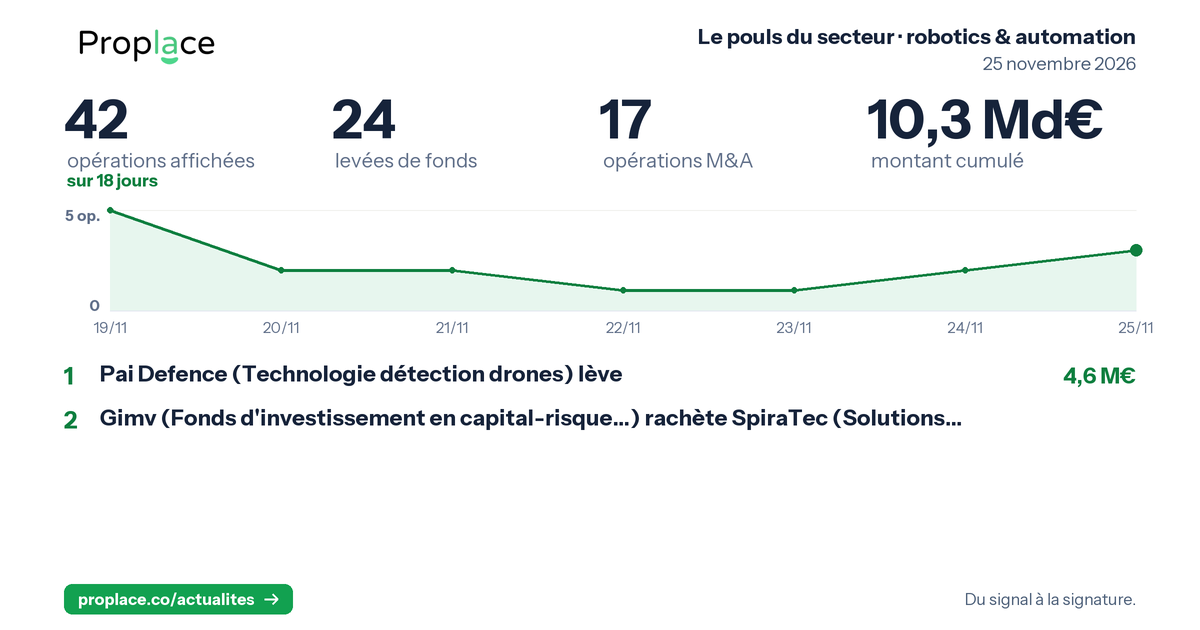 Proplace
Le pouls du secteur · robotics & automation
25 novembre 2026
42
opérations affichées
sur 18 jours
24
levées de fonds
17
opérations M&A
10,3 Md€
montant cumulé
5 op.
0
19/11 20/11 21/11 22/11 23/11 24/11 25/11
1 Pai Defence (Technologie détection drones) lève 4,6 M€
2 Gimv (Fonds d'investissement en capital-risque...) rachète SpiraTec (Solutions...
proplace.co/actualites →
Du signal à la signature.